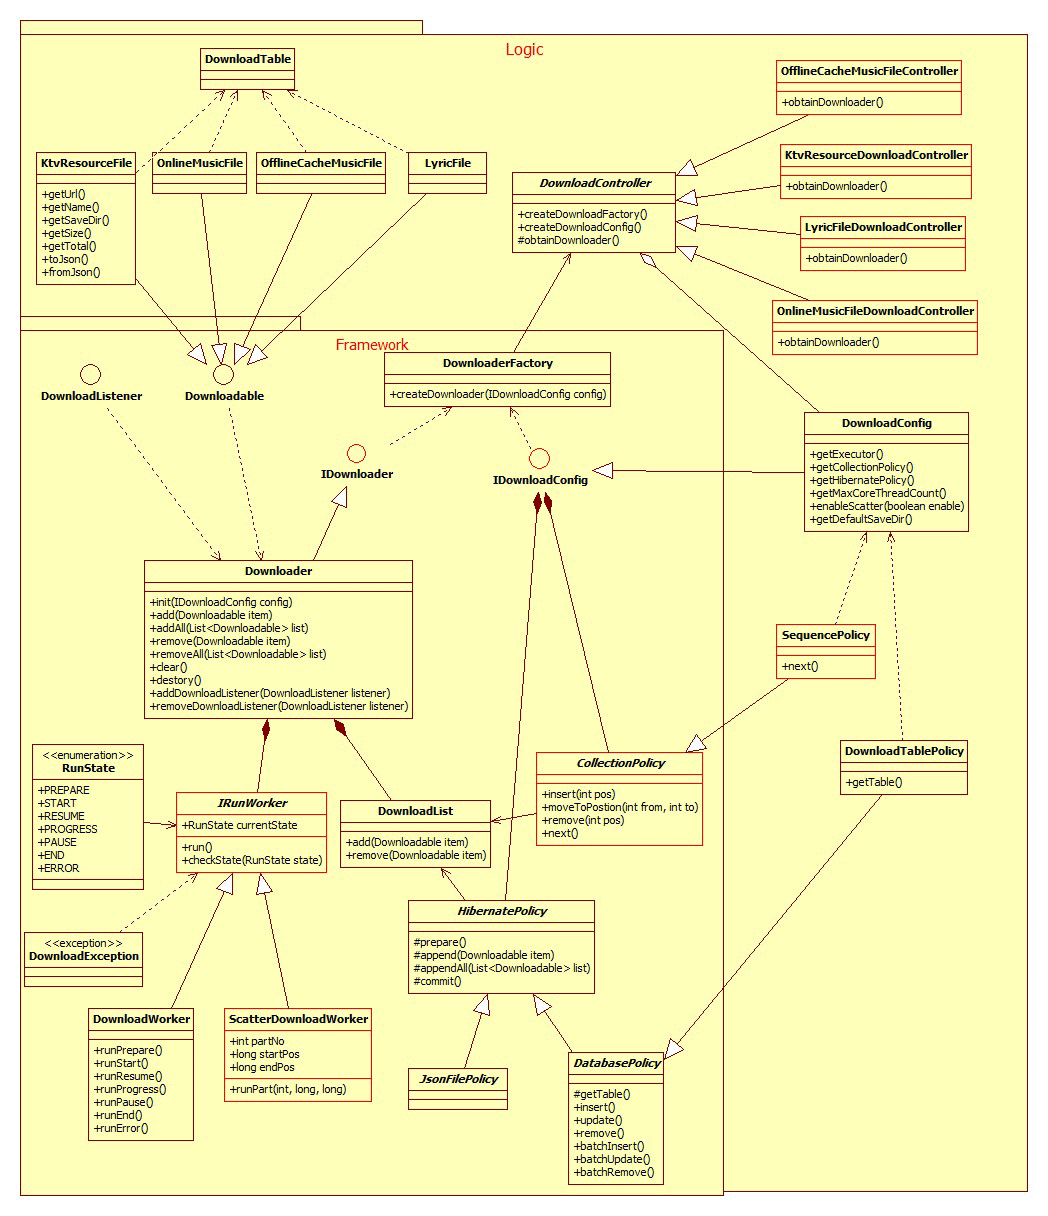 Logic
DownloadTable
KtvResourceFile
+getUrl()
+getName()
+getSaveDir()
+getSize()
+getTotal()
+toJson()
+fromJson()
OnlineMusicFile
OfflineCacheMusicFile
LyricFile
DownloadController
+createDownloadFactory()
+createDownloadConfig()
#obtainDownloader()
OfflineCacheMusicFileController
+obtainDownloader()
KtvResourceDownloadController
+obtainDownloader()
LyricFileDownloadController
+obtainDownloader()
OnlineMusicFileDownloadController
+obtainDownloader()
Framework
DownloadListener
Downloadable
DownloaderFactory
+createDownloader(IDownloadConfig config)
IDownloader
IDownloadConfig
DownloadConfig
+getExecutor()
+getCollectionPolicy()
+getHibernatePolicy()
+getMaxCoreThreadCount()
+enableScatter(boolean enable)
+getDefaultSaveDir()
Downloader
+init(IDownloadConfig config)
+add(Downloadable item)
+addAll(List<Downloadable> list)
+remove(Downloadable item)
+removeAll(List<Downloadable> list)
+clear()
+destory()
+addDownloadListener(DownloadListener listener)
+removeDownloadListener(DownloadListener listener)
SequencePolicy
+next()
DownloadTablePolicy
+getTable()
<<enumeration>>
RunState
+PREPARE
+START
+RESUME
+PROGRESS
+PAUSE
+END
+ERROR
IRunWorker
+RunState currentState
+run()
+checkState(RunState state)
DownloadList
+add(Downloadable item)
+remove(Downloadable item)
CollectionPolicy
+insert(int pos)
+moveToPostion(int from, int to)
+remove(int pos)
+next()
<<exception>>
DownloadException
HibernatePolicy
#prepare()
#append(Downloadable item)
#appendAll(List<Downloadable> list)
#commit()
DownloadWorker
+runPrepare()
+runStart()
+runResume()
+runProgress()
+runPause()
+runEnd()
+runError()
ScatterDownloadWorker
+int partNo
+long startPos
+long endPos
+runPart(int, long, long)
JsonFilePolicy
DatabasePolicy
#getTable()
+insert()
+update()
+remove()
+batchInsert()
+batchUpdate()
+batchRemove()